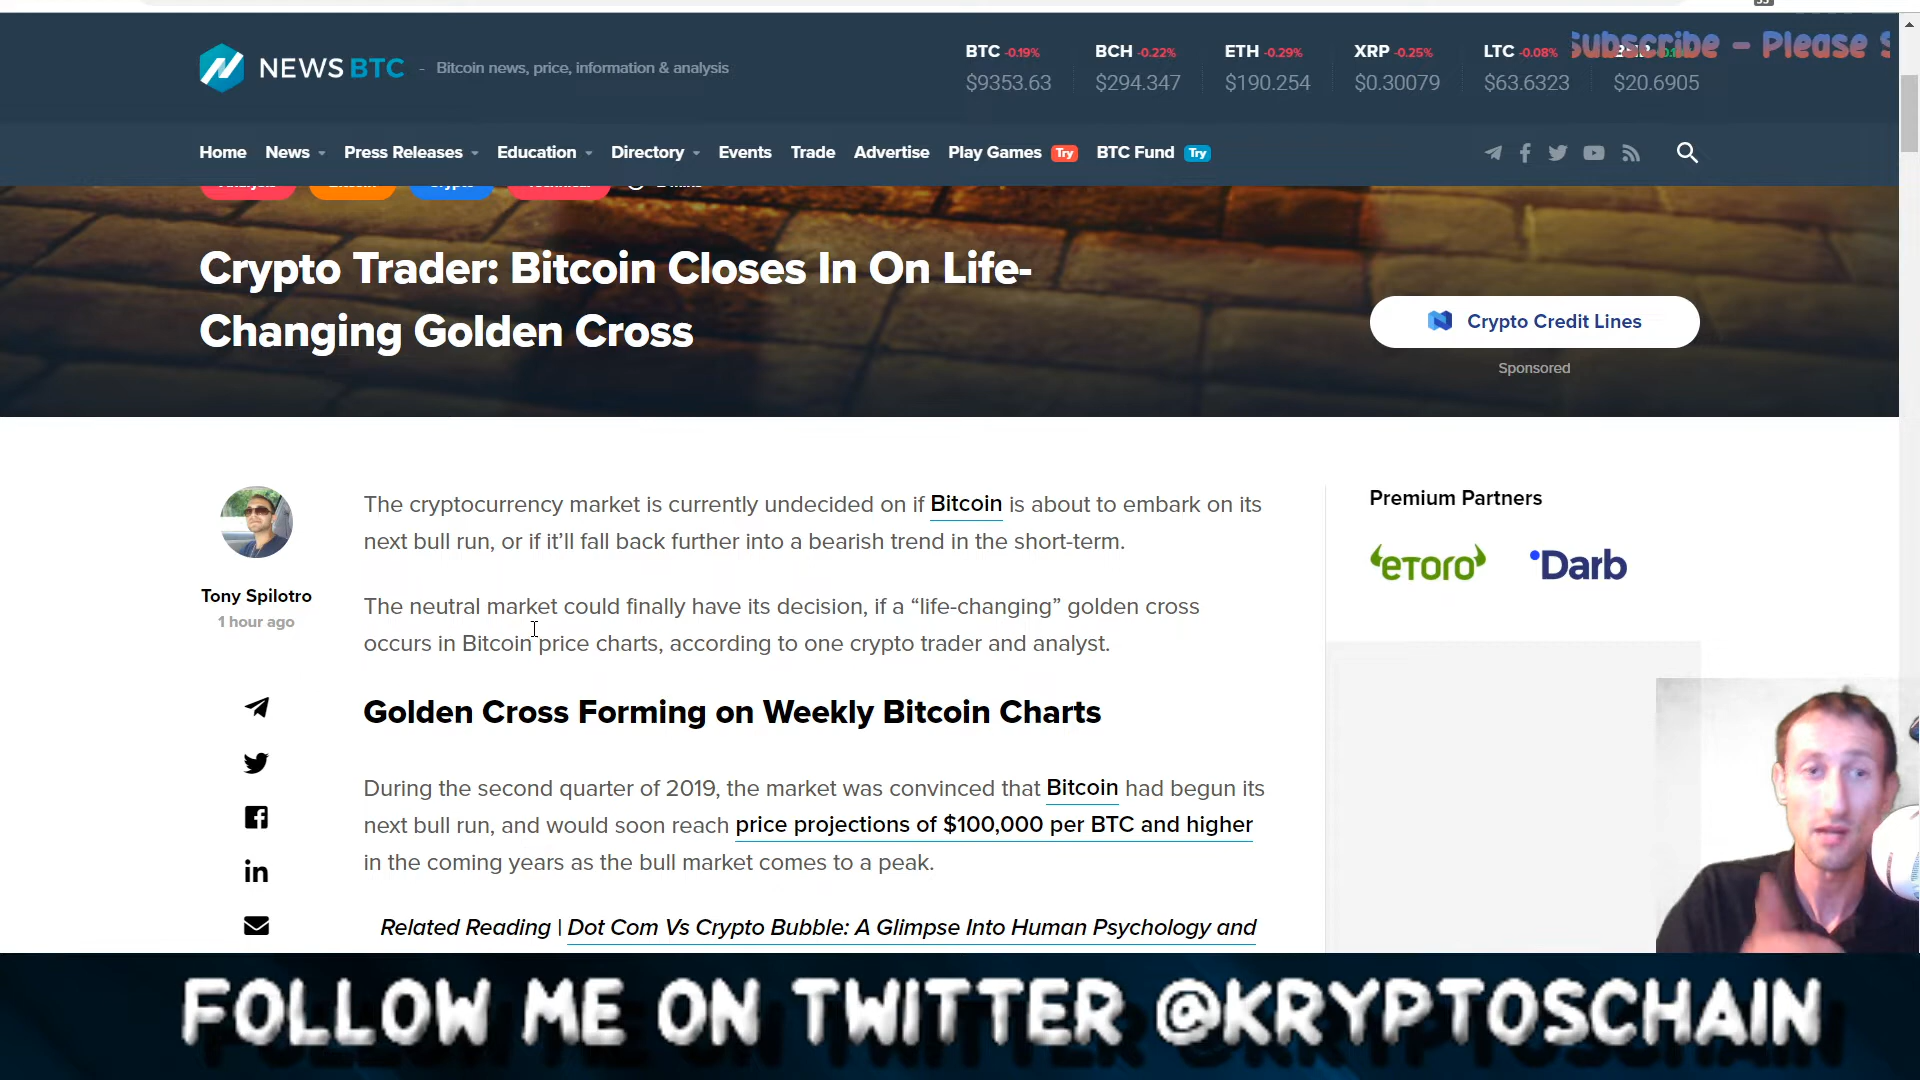 NEWSBTC - Bitcoin news, price, information & analysis
BTC -0.19% BCH -0.22% ETH -0.29% XRP -0.25% LTC -0.08%
Subscribe - Please S
$9353.63 $294.347 $190.254 $0.30079 $63.6323 $20.6905
Home News Press Releases Education Directory Events Trade Advertise Play Games Try BTC Fund Try
Crypto Trader: Bitcoin Closes In On Life-
Changing Golden Cross
Crypto Credit Lines
Sponsored
The cryptocurrency market is currently undecided on if Bitcoin is about to embark on its
next bull run, or if it’ll fall back further into a bearish trend in the short-term.
Premium Partners
eToro Darb
Tony Spilotro
1 hour ago
The neutral market could finally have its decision, if a “life-changing” golden cross
occurs in Bitcoin price charts, according to one crypto trader and analyst.
Golden Cross Forming on Weekly Bitcoin Charts
During the second quarter of 2019, the market was convinced that Bitcoin had begun its
next bull run, and would soon reach price projections of $100,000 per BTC and higher
in the coming years as the bull market comes to a peak.
Related Reading | Dot Com Vs Crypto Bubble: A Glimpse Into Human Psychology and
FOLLOW ME ON TWITTER @KRYPTOSCHAIN